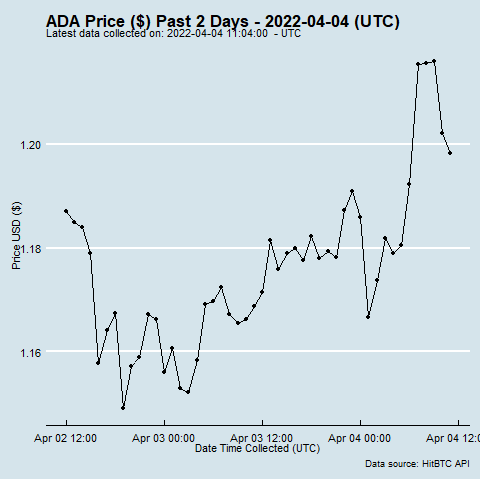 ADA Price ($) Past 2 Days - 2022-04-04 (UTC)
Latest data collected on: 2022-04-04 11:04:00 - UTC
Price USD ($)
1.20
1.18
1.16
Apr 02 12:00 Apr 03 00:00 Apr 03 12:00 Apr 04 00:00 Apr 04 12:00
Date Time Collected (UTC)
Data source: HitBTC API